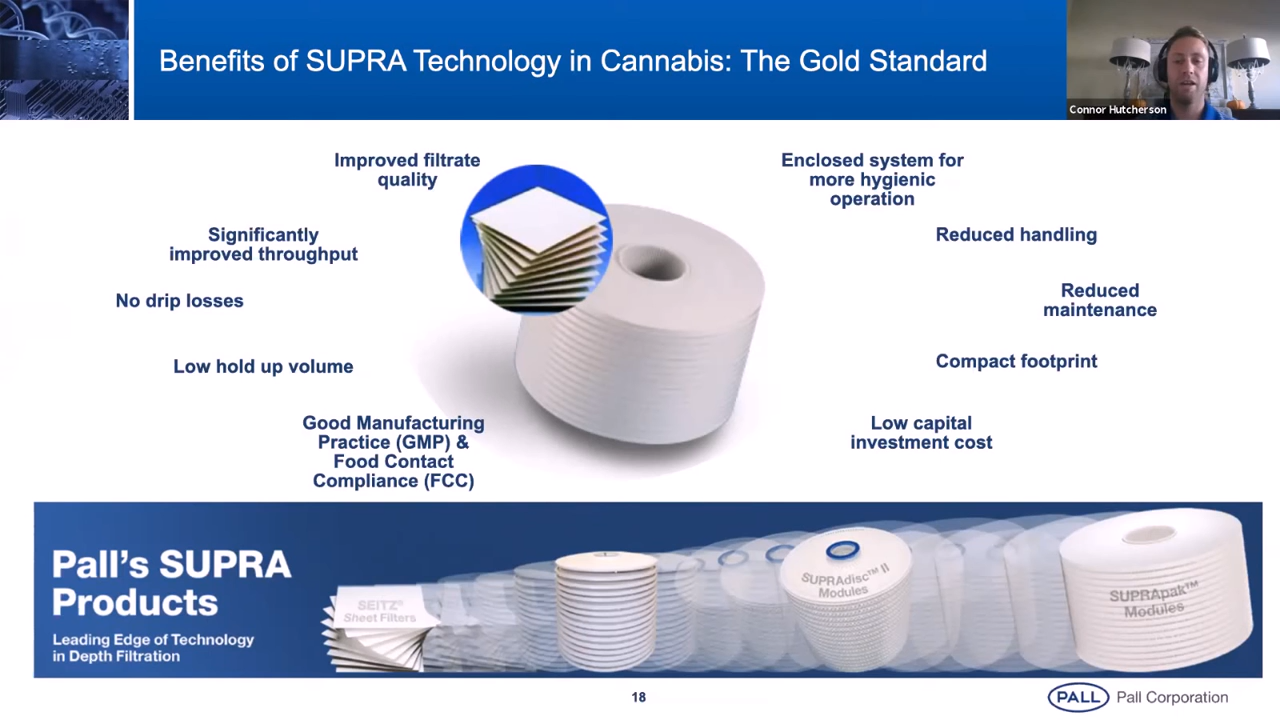 Benefits of SUPRA Technology in Cannabis: The Gold Standard
Connor Hutcherson
Improved filtrate
quality
Significantly
improved throughput
No drip losses
Low hold up volume
Good Manufacturing
Practice (GMP) &
Food Contact
Compliance (FCC)
Enclosed system for
more hygienic
operation
Reduced handling
Reduced
maintenance
Compact footprint
Low capital
investment cost
Pall's SUPRA
Products
Leading Edge of Technology
in Depth Filtration
SEITZ®
Sheet Filters
SUPRAdisc™ II
Modules
SUPRApak™
Modules
18
PALL
Pall Corporation